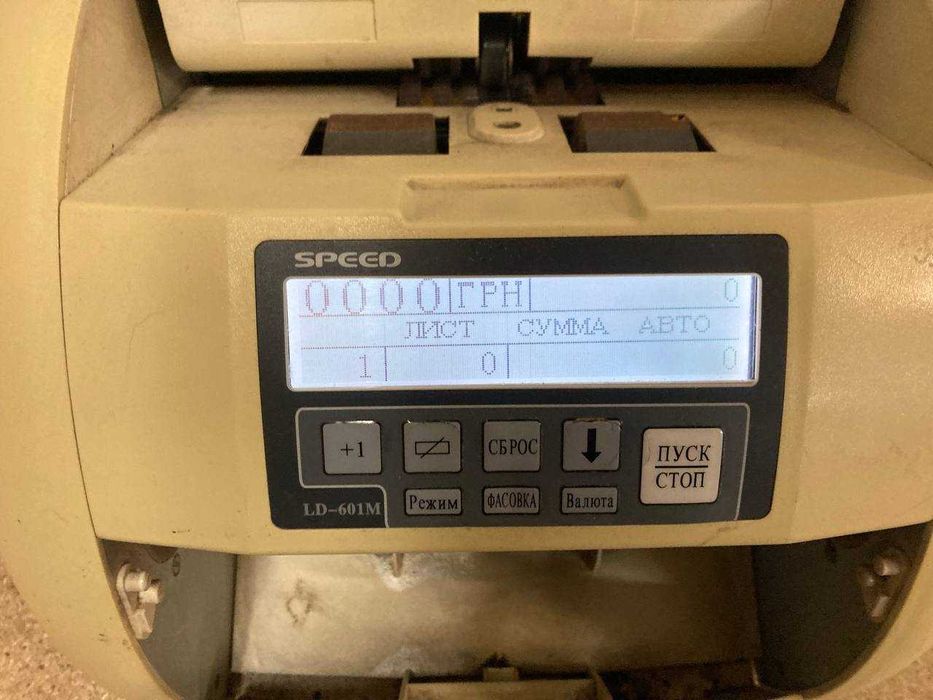 SPEED
0000 ГРН 0
ЛИСТ СУММА АВТО
1 0 0
+1 СБРОС ПУСК
СТОП
LD-601M Режим ФАСОВКА Валюта